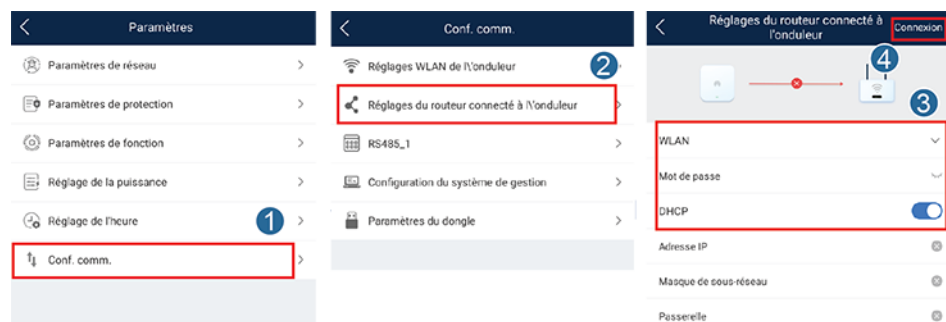 Paramètres
Paramètres de réseau
Paramètres de protection
Paramètres de fonction
Réglage de la puissance
Réglage de l'heure
1
Conf. comm.
Conf. comm.
Réglages WLAN de l\'onduleur
2
Réglages du routeur connecté à l\'onduleur
RS485_1
Configuration du système de gestion
Paramètres du dongle
Réglages du routeur connecté à
l'onduleur
Connexion
4
3
WLAN
Mot de passe
DHCP
Adresse IP
Masque de sous-réseau
Passerelle